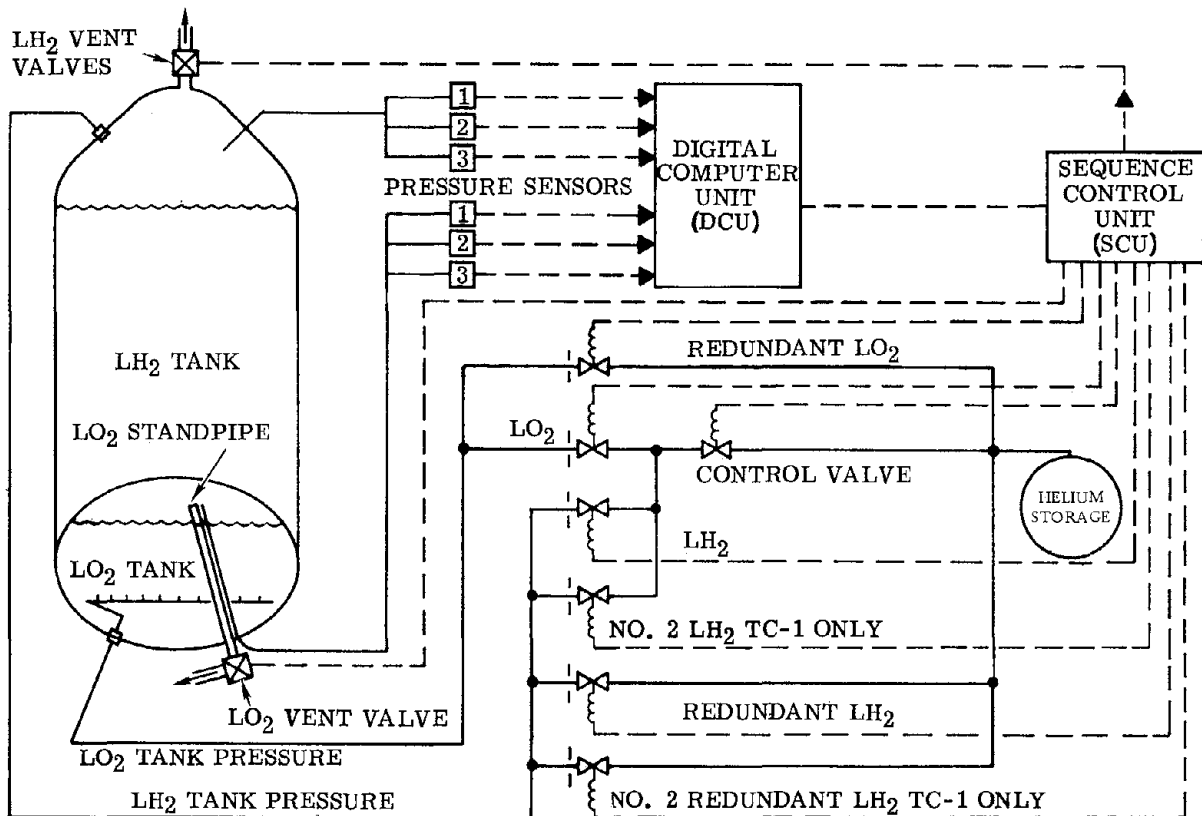 LH₂ VENT
VALVES
1
2
3
PRESSURE SENSORS
1
2
3
DIGITAL
COMPUTER
UNIT
(DCU)
SEQUENCE
CONTROL
UNIT
(SCU)
LH₂ TANK
LO₂ STANDPIPE
LO₂ TANK
REDUNDANT LO₂
LO₂
CONTROL VALVE
HELIUM
STORAGE
LH₂
NO. 2 LH₂ TC-1 ONLY
REDUNDANT LH₂
LO₂ VENT VALVE
LO₂ TANK PRESSURE
LH₂ TANK PRESSURE
NO. 2 REDUNDANT LH₂ TC-1 ONLY